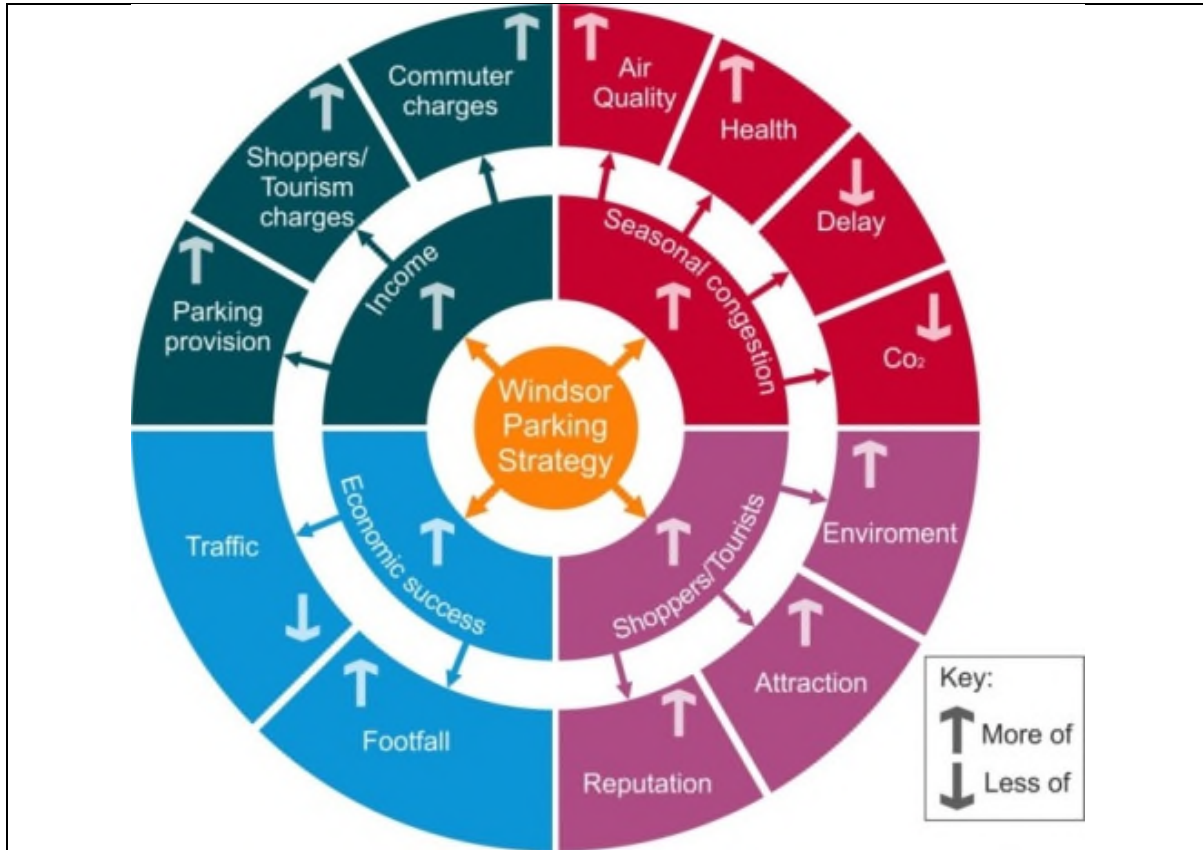 Commuter
charges
Shoppers/
Tourism
charges
Parking
provision
Income
Air
Quality
Health
Delay
Co₂
Seasonal congestion
Windsor
Parking
Strategy
Economic success
Traffic
Footfall
Shoppers/Tourists
Enviroment
Attraction
Reputation
Key:
More of
Less of